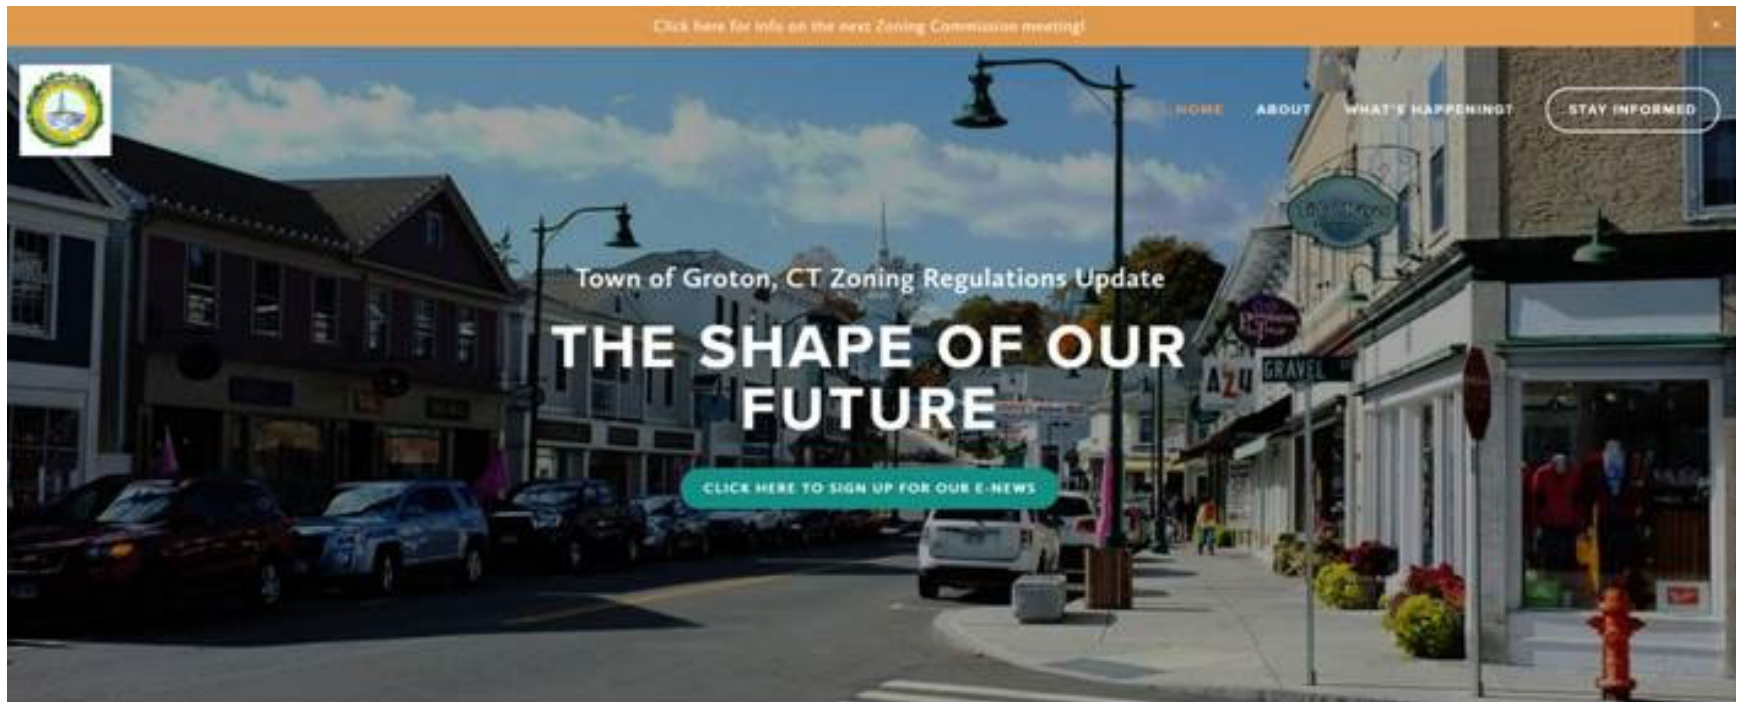 Click here for info on the next Zoning Commission meeting!
HOME ABOUT WHAT'S HAPPENING? STAY INFORMED
Town of Groton, CT Zoning Regulations Update
THE SHAPE OF OUR
FUTURE
AZU
GRAVEL
CLICK HERE TO SIGN UP FOR OUR E-NEWS